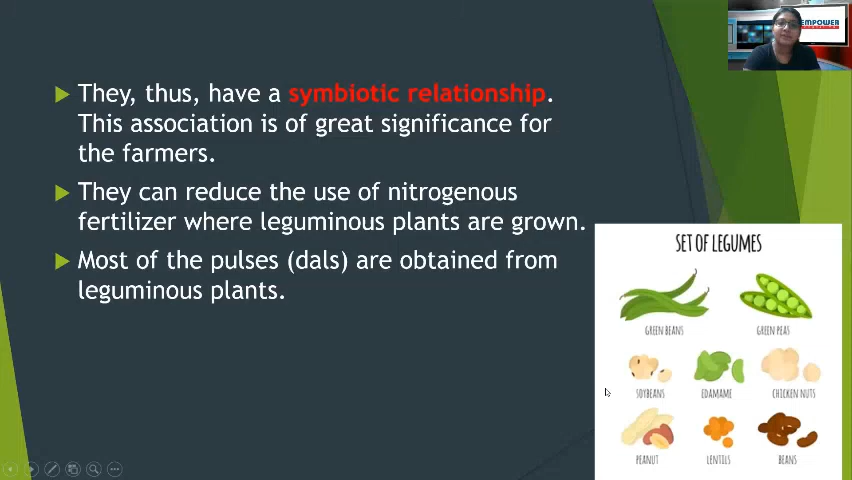 EMPOWER
They, thus, have a symbiotic relationship.
This association is of great significance for
the farmers.
They can reduce the use of nitrogenous
fertilizer where leguminous plants are grown.
Most of the pulses (dals) are obtained from
leguminous plants.
SET OF LEGUMES
GREEN BEANS GREEN PEAS
SOYBEANS EDAMAME CHICKEN NUTS
PEANUT LENTILS BEANS